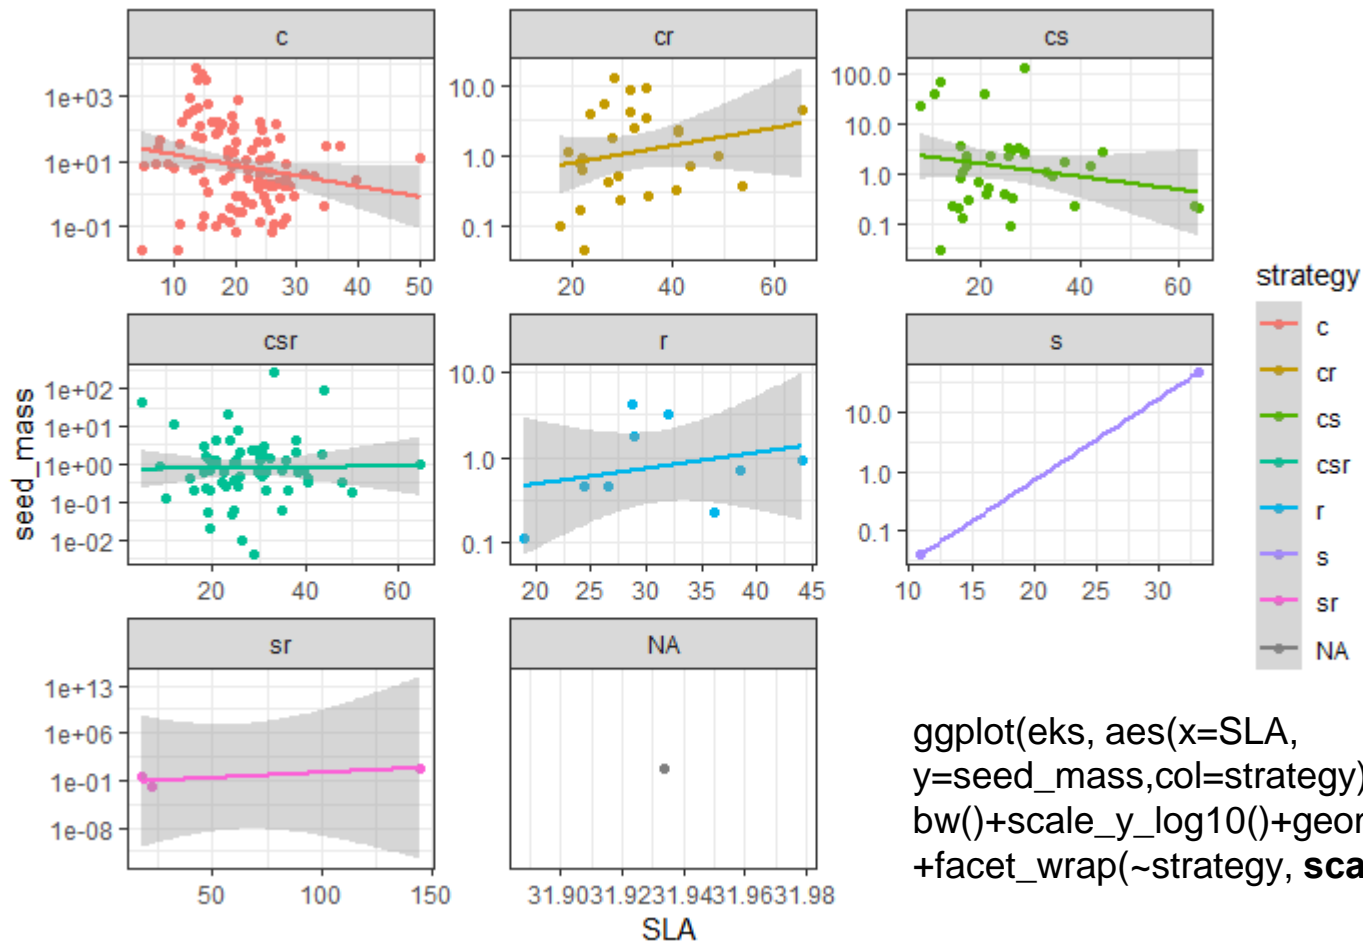 c
cr
cs
1e+03
1e+01
1e-01
10 20 30 40 50
10.0
1.0
0.1
20 40 60
100.0
10.0
1.0
0.1
20 40 60
csr
r
s
1e+02
1e+01
1e+00
1e-01
1e-02
20 40 60
10.0
1.0
0.1
19 20 25 30 35 40 45
10.0
1.0
0.1
10 15 20 25 30
sr
NA
1e+13
1e+06
1e-01
1e-08
50 100 150
31.90 31.92 31.94 31.96 31.98
seed_mass
SLA
strategy
c
cr
cs
csr
r
s
sr
NA
ggplot(eks, aes(x=SLA,
y=seed_mass,col=strategy)
bw()+scale_y_log10()+geor
+facet_wrap(~strategy, sca